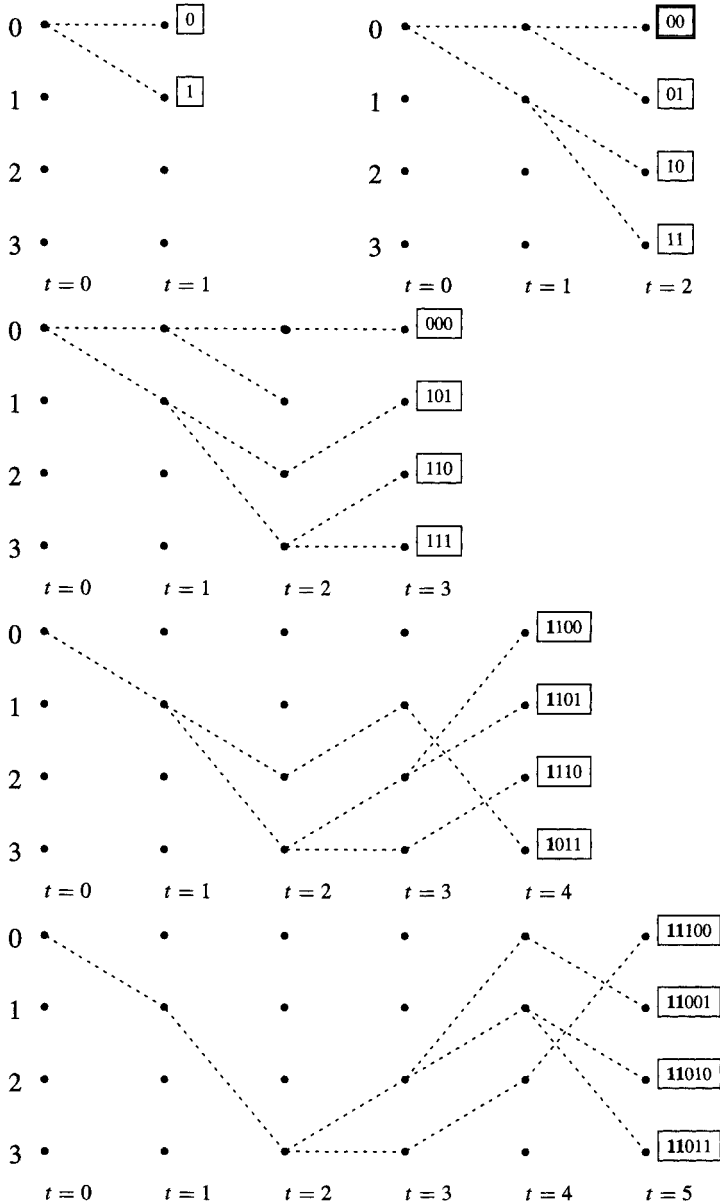 0 0 0 00
1 1 1 01
2 2 10
3 3 11
t = 0 t = 1 t = 0 t = 1 t = 2
0 000
1 101
2 110
3 111
t = 0 t = 1 t = 2 t = 3
0 1100
1 1101
2 1110
3 1011
t = 0 t = 1 t = 2 t = 3 t = 4
0 11100
1 11001
2 11010
3 11011
t = 0 t = 1 t = 2 t = 3 t = 4 t = 5